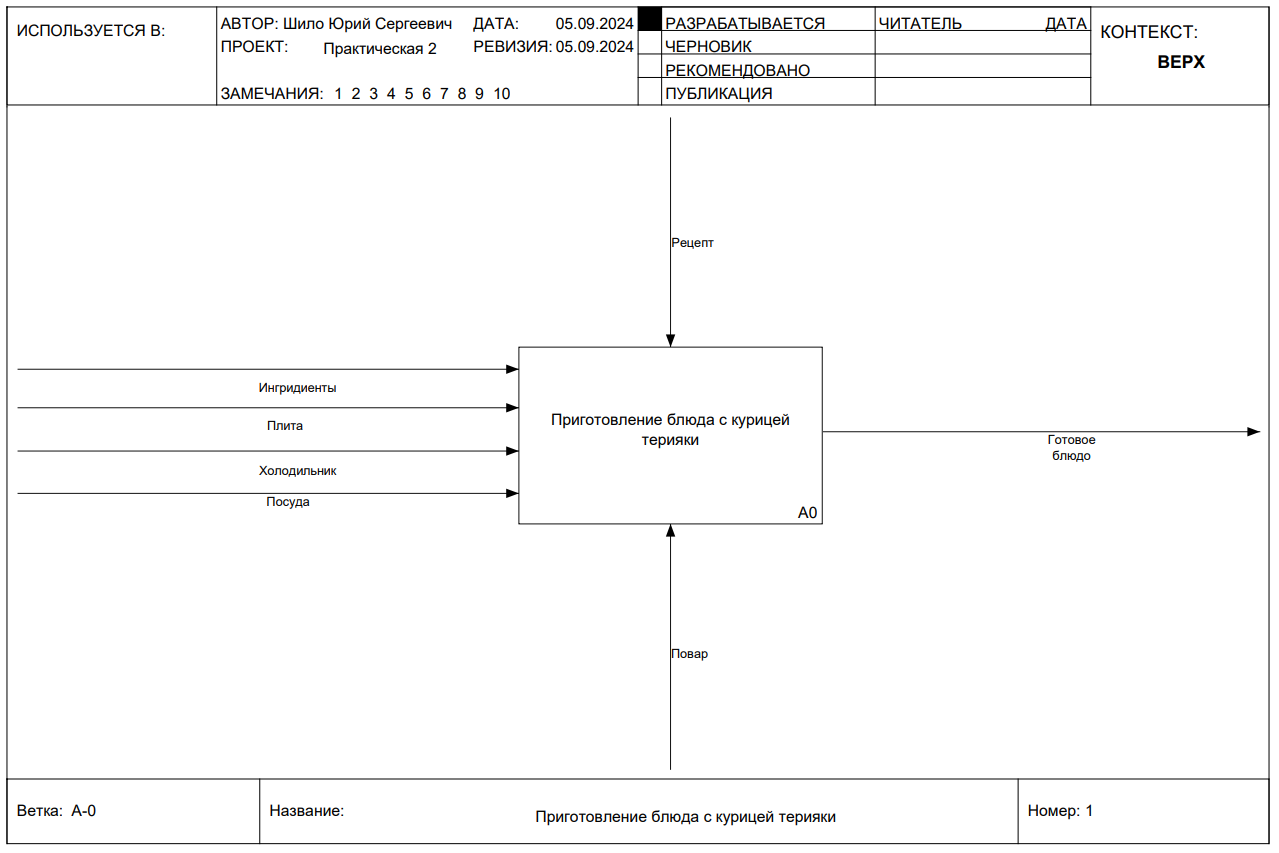 ИСПОЛЬЗУЕТСЯ В:
АВТОР: Шило Юрий Сергеевич ДАТА: 05.09.2024
ПРОЕКТ: Практическая 2 РЕВИЗИЯ: 05.09.2024
ЗАМЕЧАНИЯ: 1 2 3 4 5 6 7 8 9 10
РАЗРАБАТЫВАЕТСЯ
ЧЕРНОВИК
РЕКОМЕНДОВАНО
ПУБЛИКАЦИЯ
ЧИТАТЕЛЬ ДАТА
КОНТЕКСТ:
ВЕРХ
Рецепт
Ингридиенты
Плита
Холодильник
Посуда
Приготовление блюда с курицей
терияки
A0
Готовое
блюдо
Повар
Ветка: A-0
Название: Приготовление блюда с курицей терияки
Номер: 1